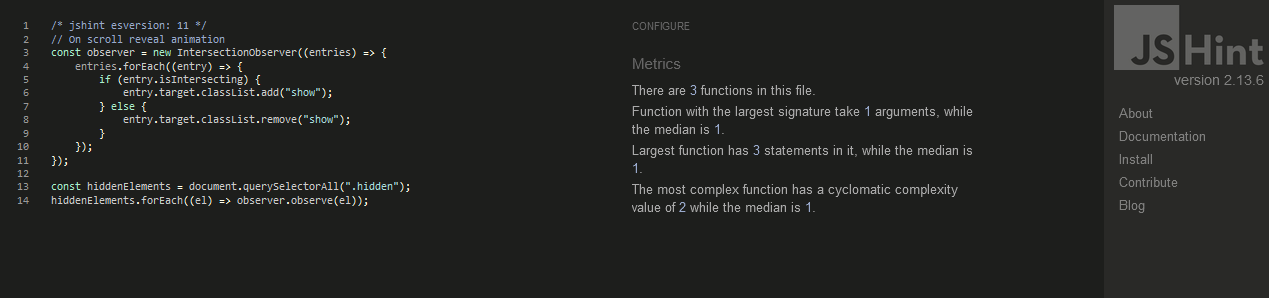 1 /* jshint esversion: 11 */
2 // On scroll reveal animation
3 const observer = new IntersectionObserver((entries) => {
4 entries.forEach((entry) => {
5 if (entry.isIntersecting) {
6 entry.target.classList.add("show");
7 } else {
8 entry.target.classList.remove("show");
9 }
10 });
11 });
12
13 const hiddenElements = document.querySelectorAll(".hidden");
14 hiddenElements.forEach((el) => observer.observe(el));
CONFIGURE
Metrics
There are 3 functions in this file.
Function with the largest signature take 1 arguments, while
the median is 1.
Largest function has 3 statements in it, while the median is
1.
The most complex function has a cyclomatic complexity
value of 2 while the median is 1.
JSHint
version 2.13.6
About
Documentation
Install
Contribute
Blog